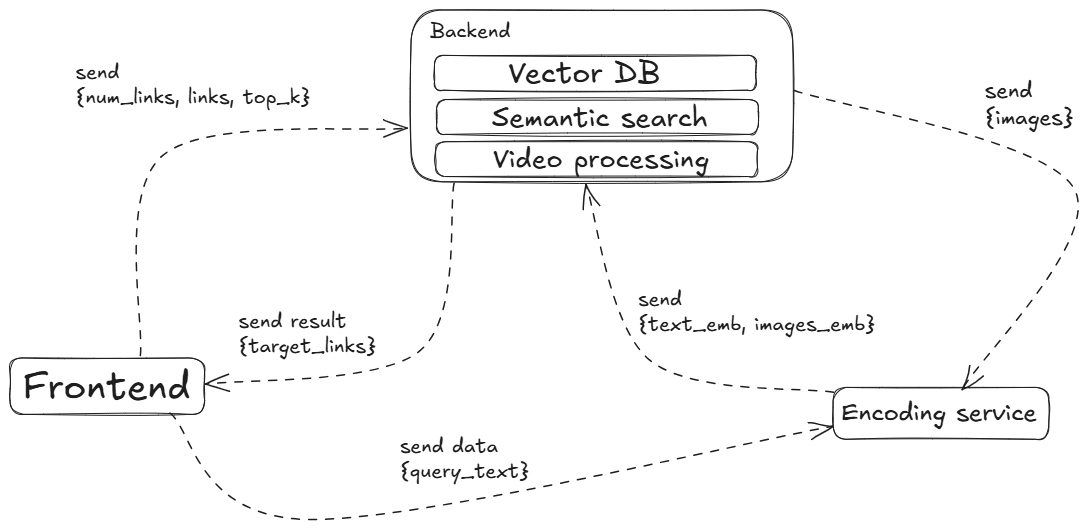 Backend
Vector DB
Semantic search
Video processing
send
{num_links, links, top_k}
send
{images}
send
{text_emb, images_emb}
send result
{target_links}
Frontend
Encoding service
send data
{query_text}